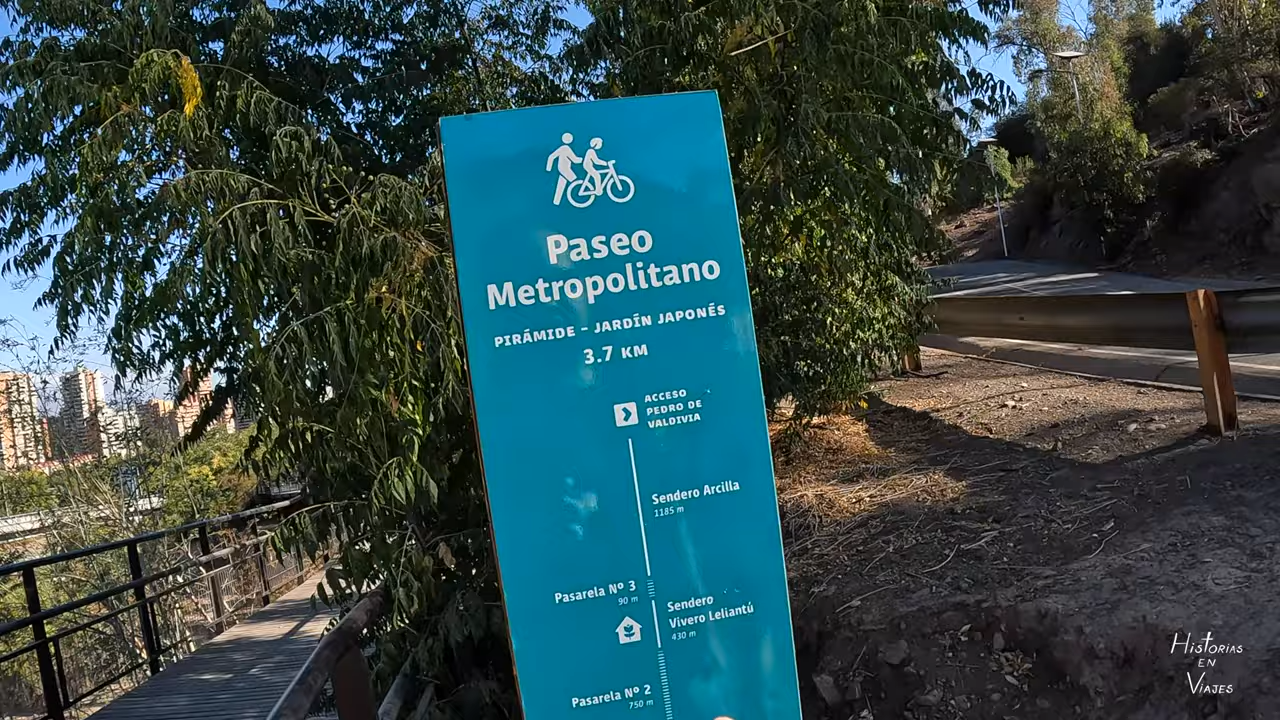 Paseo
Metropolitano
PIRÁMIDE - JARDÍN JAPONÉS
3.7 KM
ACCESO
PEDRO DE
VALDIVIA
Sendero Arcilla
1185 m
Pasarela Nº 3
90 m
Sendero
Vivero Leliantú
430 m
Pasarela Nº 2
750 m
Historias
en
Viajes